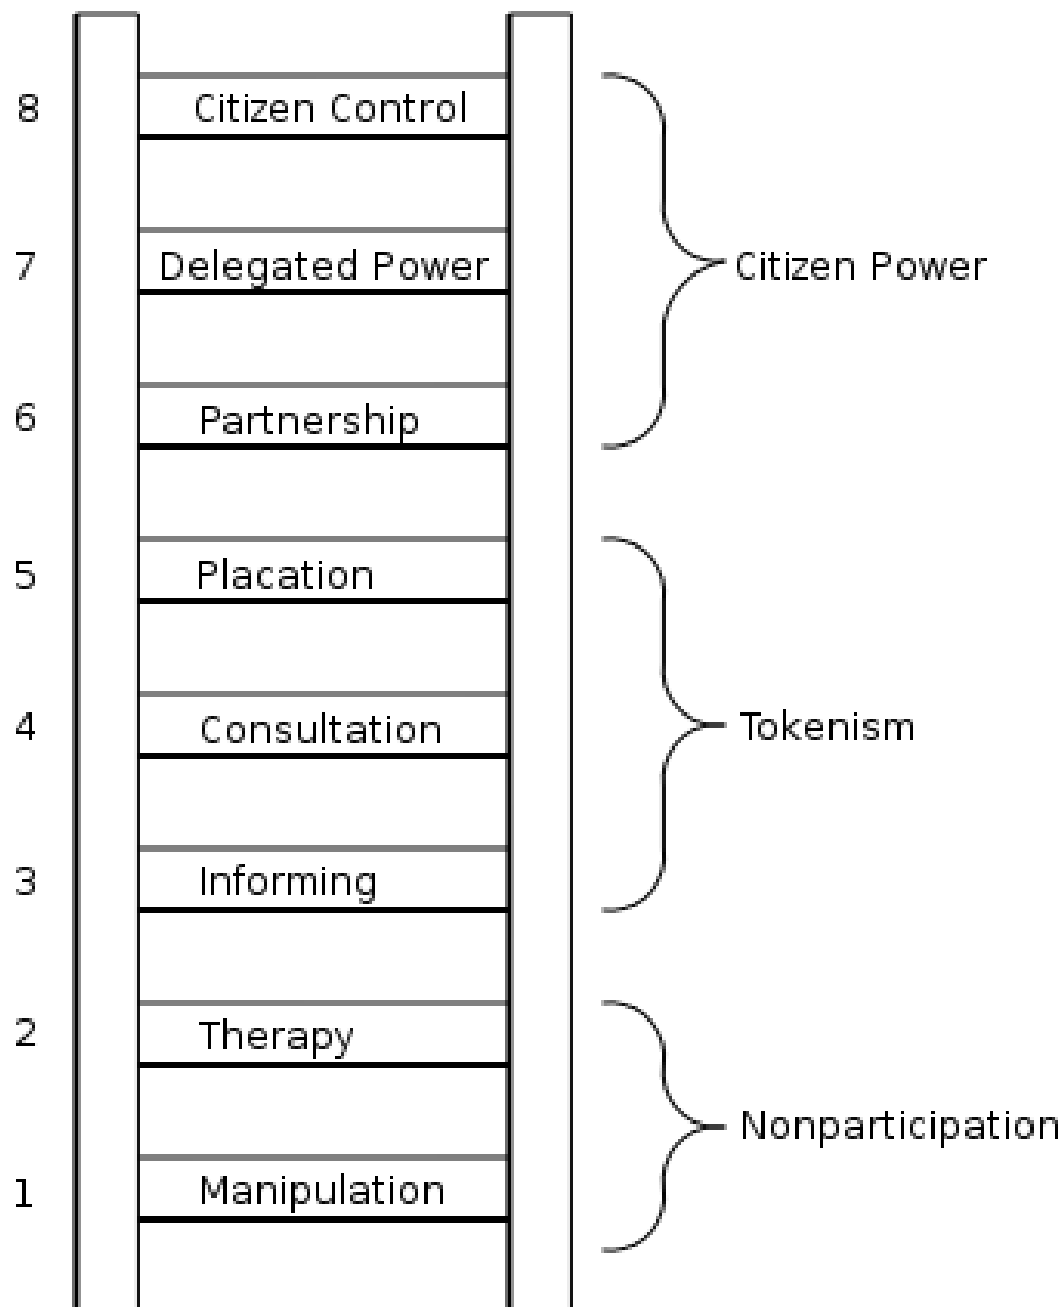 8 Citizen Control
7 Delegated Power Citizen Power
6 Partnership
5 Placation
4 Consultation Tokenism
3 Informing
2 Therapy
Nonparticipation
1 Manipulation